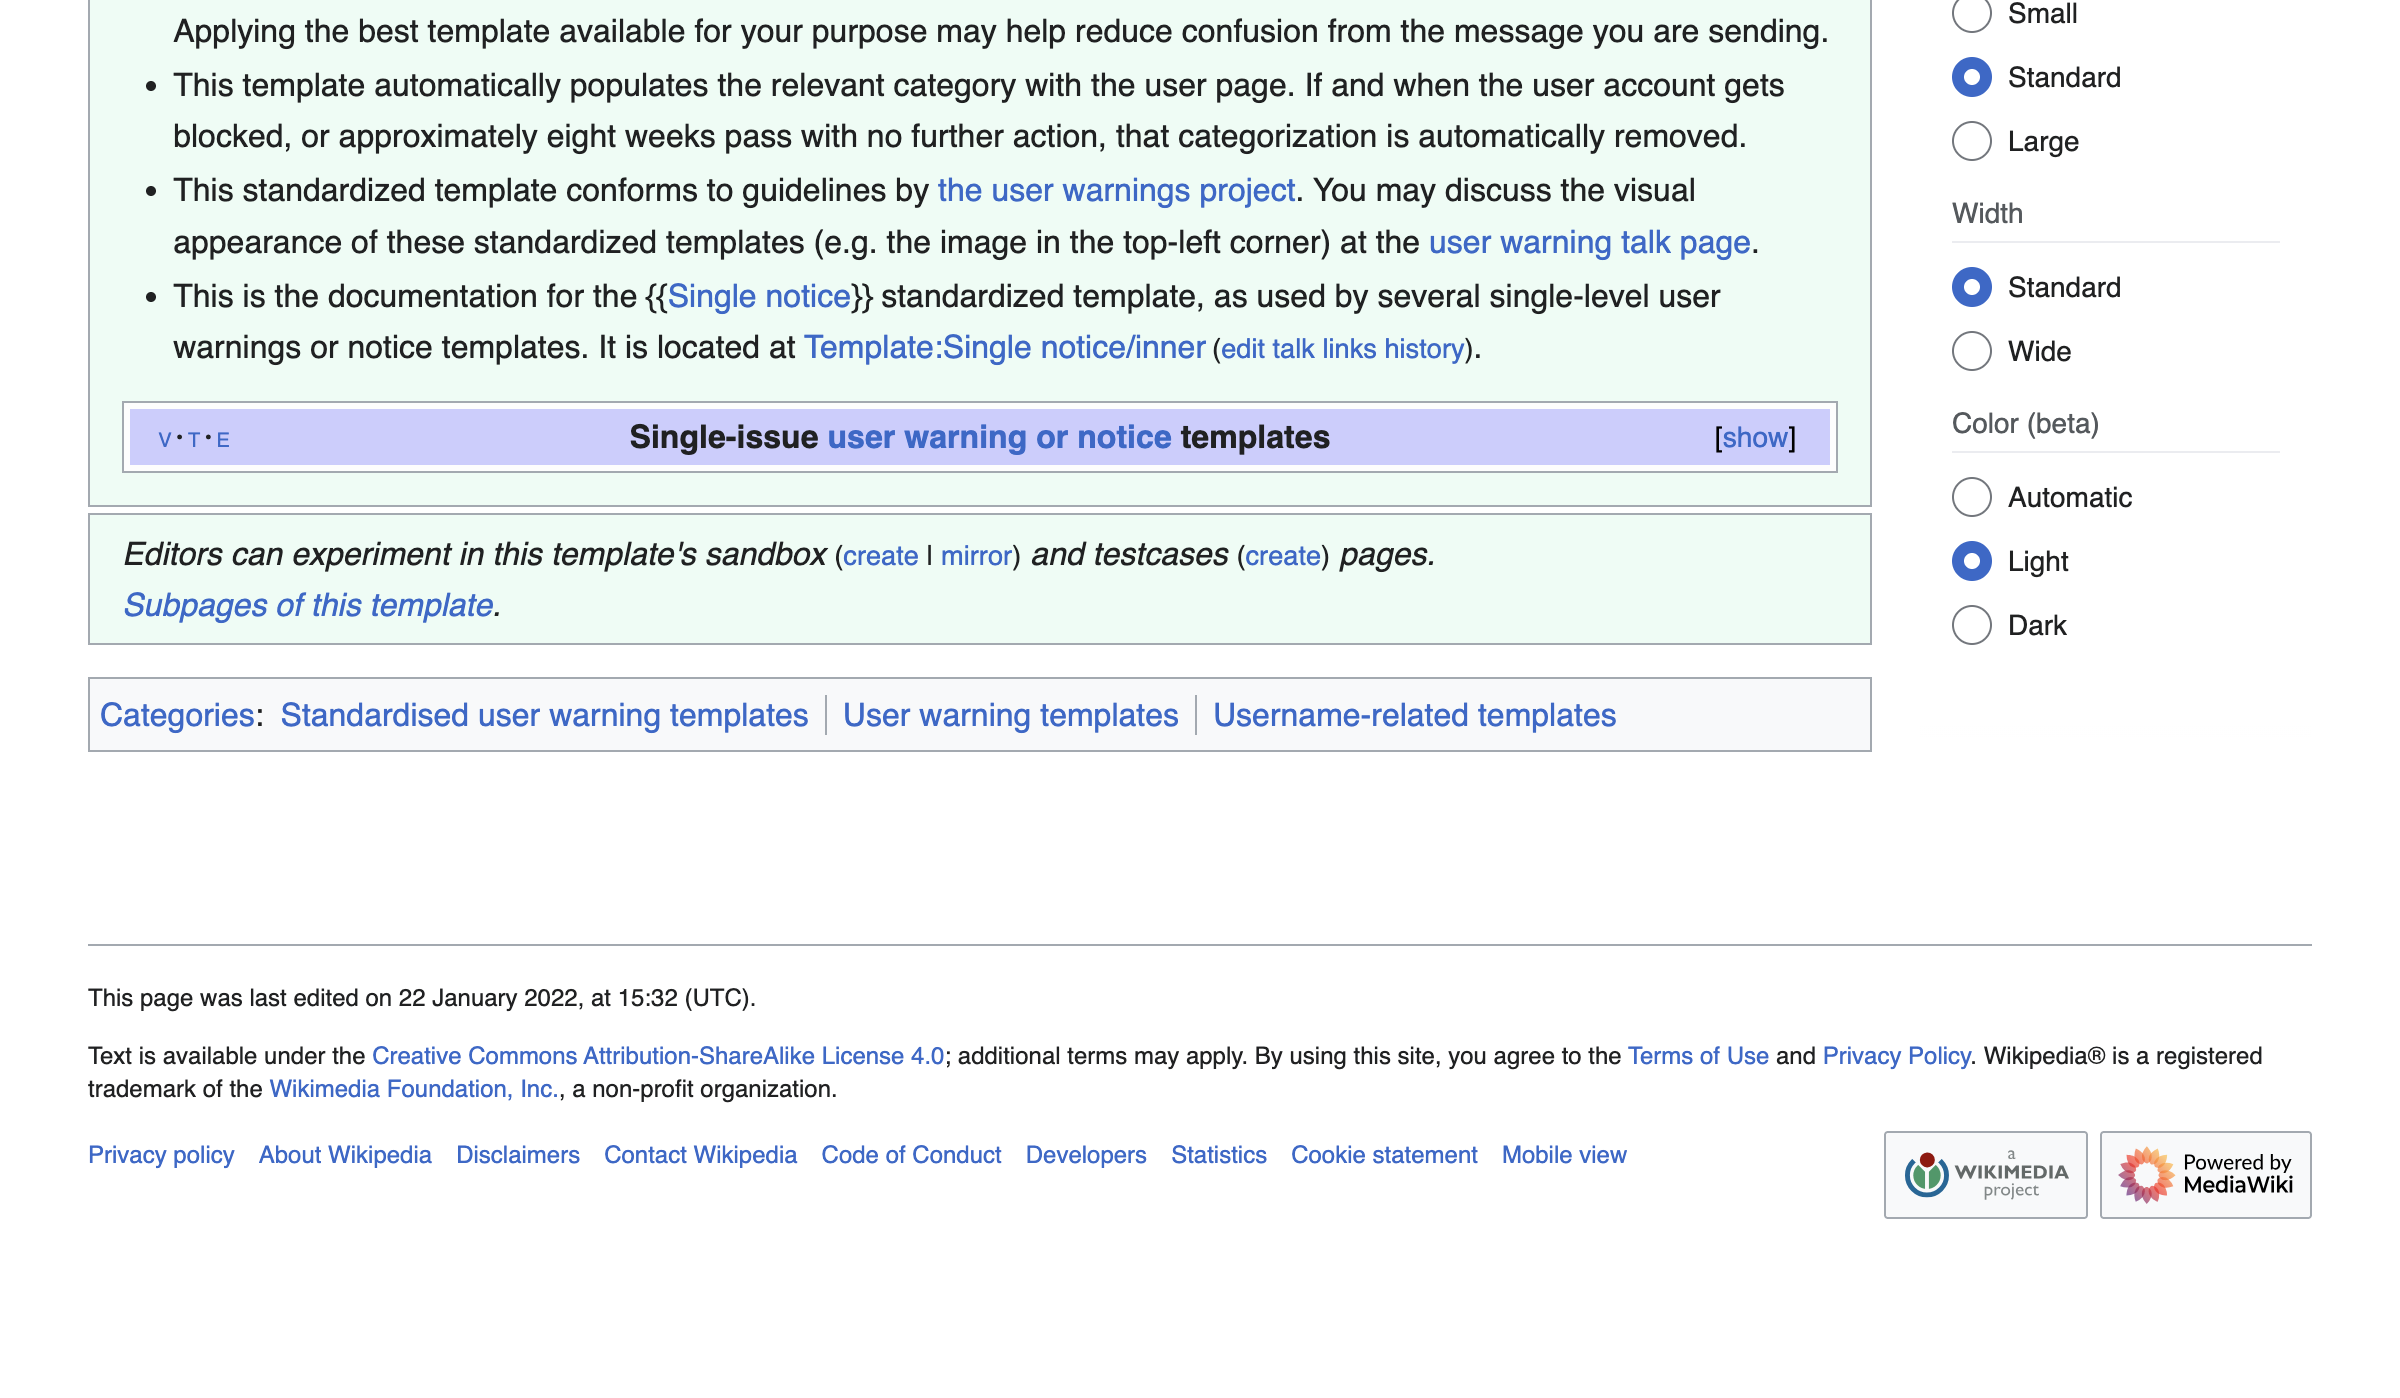 Applying the best template available for your purpose may help reduce confusion from the message you are sending.
• This template automatically populates the relevant category with the user page. If and when the user account gets
blocked, or approximately eight weeks pass with no further action, that categorization is automatically removed.
• This standardized template conforms to guidelines by the user warnings project. You may discuss the visual
appearance of these standardized templates (e.g. the image in the top-left corner) at the user warning talk page.
• This is the documentation for the {{Single notice}} standardized template, as used by several single-level user
warnings or notice templates. It is located at Template:Single notice/inner (edit talk links history).
V · T · E Single-issue user warning or notice templates [show]
Editors can experiment in this template's sandbox (create | mirror) and testcases (create) pages.
Subpages of this template.
Categories: Standardised user warning templates | User warning templates | Username-related templates
Small
Standard
Large
Width
Standard
Wide
Color (beta)
Automatic
Light
Dark
This page was last edited on 22 January 2022, at 15:32 (UTC).
Text is available under the Creative Commons Attribution-ShareAlike License 4.0; additional terms may apply. By using this site, you agree to the Terms of Use and Privacy Policy. Wikipedia® is a registered
trademark of the Wikimedia Foundation, Inc., a non-profit organization.
Privacy policy About Wikipedia Disclaimers Contact Wikipedia Code of Conduct Developers Statistics Cookie statement Mobile view
a
WIKIMEDIA
project
Powered by
MediaWiki